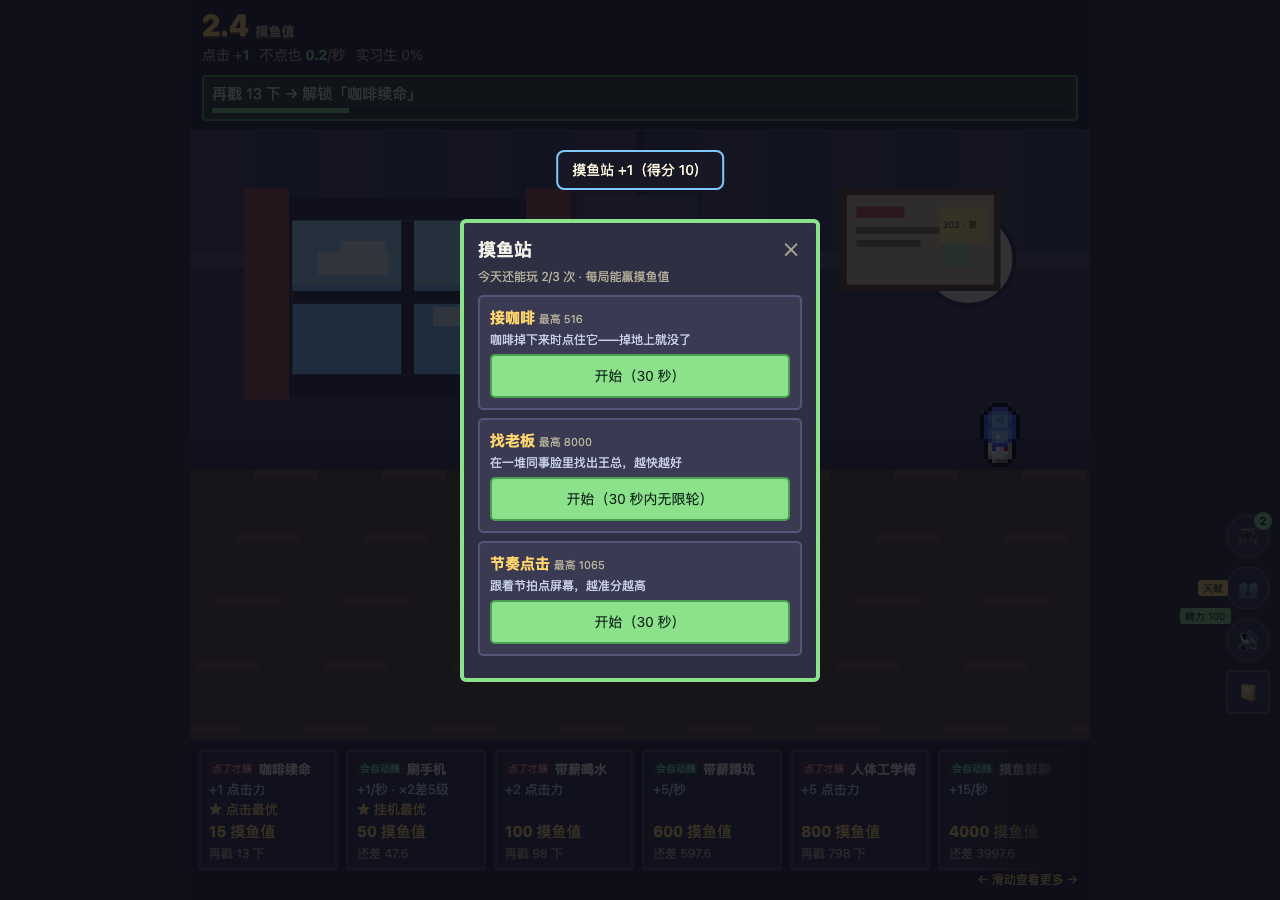 2.4 摸鱼值
点击 +1 不点也 0.2/秒 实习生 0%
再戳 13 下 → 解锁「咖啡续命」
摸鱼站 +1（得分 10）
302 · 第
摸鱼站
今天还能玩 2/3 次 · 每局能赢摸鱼值
接咖啡 最高 516
咖啡掉下来时点住它——掉地上就没了
开始（30 秒）
找老板 最高 8000
在一堆同事脸里找出王总，越快越好
开始（30 秒内无限轮）
节奏点击 最高 1065
跟着节拍点屏幕，越准分越高
开始（30 秒）
2
天赋
精力 100
点了才赚 咖啡续命
+1 点击力
★ 点击最优
15 摸鱼值
再戳 13 下
会自动赚 刷手机
+1/秒 · ×2差5级
★ 挂机最优
50 摸鱼值
还差 47.6
点了才赚 带薪喝水
+2 点击力
100 摸鱼值
再戳 98 下
会自动赚 带薪蹲坑
+5/秒
600 摸鱼值
还差 597.6
点了才赚 人体工学椅
+5 点击力
800 摸鱼值
再戳 798 下
会自动赚 摸鱼群聊
+15/秒
4000 摸鱼值
还差 3997.6
← 滑动查看更多 →